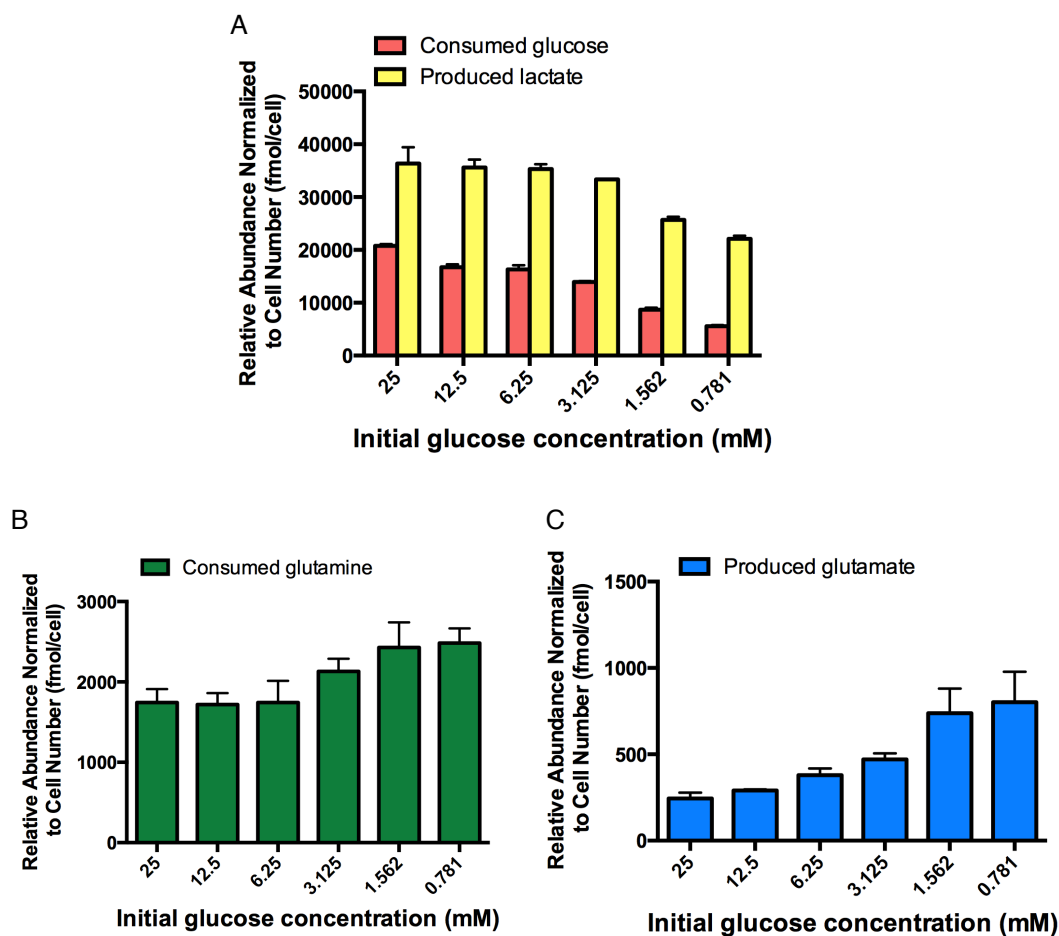 A
Consumed glucose
Produced lactate
Relative Abundance Normalized
to Cell Number (fmol/cell)
50000
40000
30000
20000
10000
0
25
12.5
6.25
3.125
1.562
0.781
Initial glucose concentration (mM)
B
Consumed glutamine
Relative Abundance Normalized
to Cell Number (fmol/cell)
3000
2000
1000
0
25
12.5
6.25
3.125
1.562
0.781
Initial glucose concentration (mM)
C
Produced glutamate
Relative Abundance Normalized
to Cell Number (fmol/cell)
1500
1000
500
0
25
12.5
6.25
3.125
1.562
0.781
Initial glucose concentration (mM)